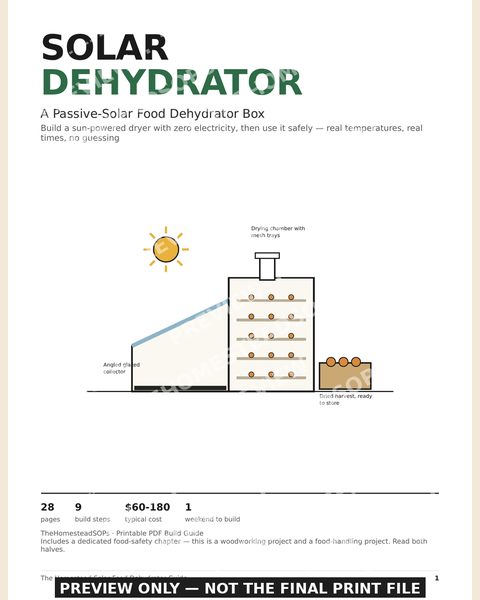 SOLAR
DEHYDRATOR
A Passive-Solar Food Dehydrator Box
Build a sun-powered dryer with zero electricity, then use it safely — real temperatures, real
times, no guessing
Drying chamber with
mesh trays
Angled glazed
collector
Dried harvest, ready
to store
28
pages
9
build steps
$60-180
typical cost
1
weekend to build
TheHomesteadSOPs · Printable PDF Build Guide
Includes a dedicated food-safety chapter — this is a woodworking project and a food-handling project. Read both
halves.
1
PREVIEW ONLY — NOT THE FINAL PRINT FILE